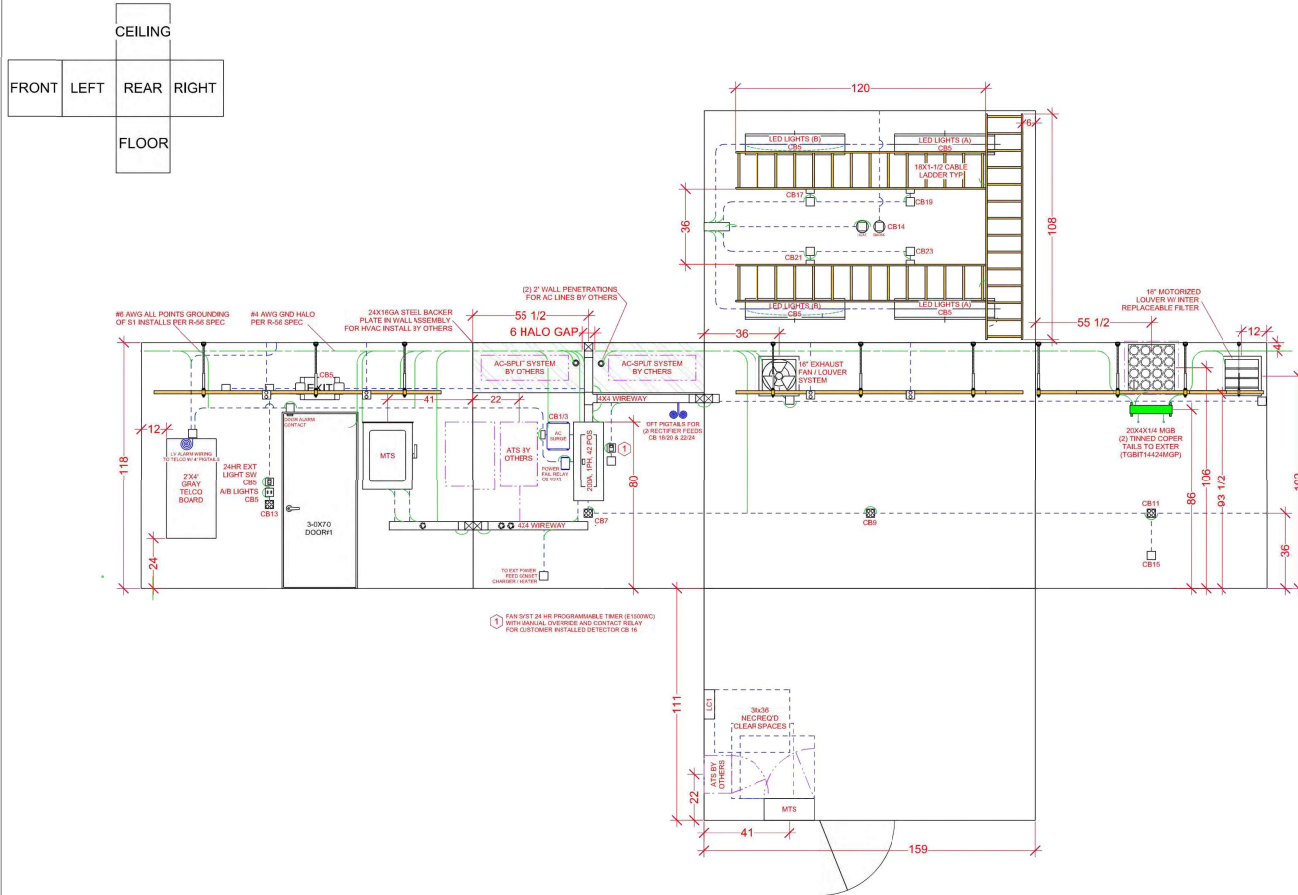 CEILING
FRONT LEFT REAR RIGHT
FLOOR
120
6
LED LIGHTS (B)
CB5
LED LIGHTS (A)
CB5
18X1-1/2 CABLE
LADDER TYP
CB17
CB19
36
CB14
108
CB21
CB23
LED LIGHTS (B)
CB5
LED LIGHTS (A)
CB5
#6 AWG ALL POINTS GROUNDING
OF S1 INSTALLS PER R-56 SPEC
#4 AWG GND HALO
PER R-56 SPEC
24X16GA STEEL BACKER
PLATE IN WALL ASSEMBLY
FOR HVAC INSTALL BY OTHERS
(2) 2" WALL PENETRATIONS
FOR AC LINES BY OTHERS
55 1/2
6 HALO GAP
36
55 1/2
16" MOTORIZED
LOUVER W/ INTER
REPLACEABLE FILTER
12
4
AC-SPLIT SYSTEM
BY OTHERS
AC-SPLIT SYSTEM
BY OTHERS
16" EXHAUST
FAN / LOUVER
SYSTEM
CB5
EXIT
41
22
4X4 WIREWAY
CB1/3
AC
SURGE
6FT PIGTAILS FOR
(2) RECTIFIER FEEDS
CB 18/20 & 22/24
DOOR ALARM
CONTACT
12
LV ALARM WIRING
TO TELCO W/ 4' PIGTAILS
2'X4'
GRAY
TELCO
BOARD
24HR EXT
LIGHT SW
CB5
A/B LIGHTS
CB5
CB13
3-0X7-0
DOOR#1
MTS
ATS BY
OTHERS
POWER
FAIL RELAY
200A, 1PH, 42 POS
1
80
118
24
4X4 WIREWAY
CB7
CB9
CB11
CB15
20X4X1/4 MGB
(2) TINNED COPER
TAILS TO EXTER
(TGBIT14424MGP)
86
106
93 1/2
36
TO EXT POWER
FEED GENSET
CHARGER / HEATER
1
FAN SYST 24 HR PROGRAMMABLE TIMER (E1500WC)
WITH MANUAL OVERRIDE AND CONTACT RELAY
FOR CUSTOMER INSTALLED DETECTOR CB 16
111
LC1
36x36
NEC REQ'D
CLEAR SPACES
ATS BY
OTHERS
22
MTS
41
159